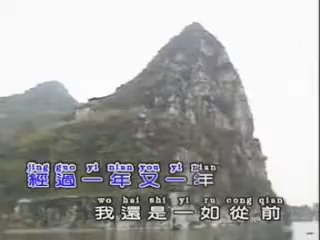 jing guo yi nian you yi nian
經過一年又一年
wo hai shi yi ru cong qian
我還是一如從前